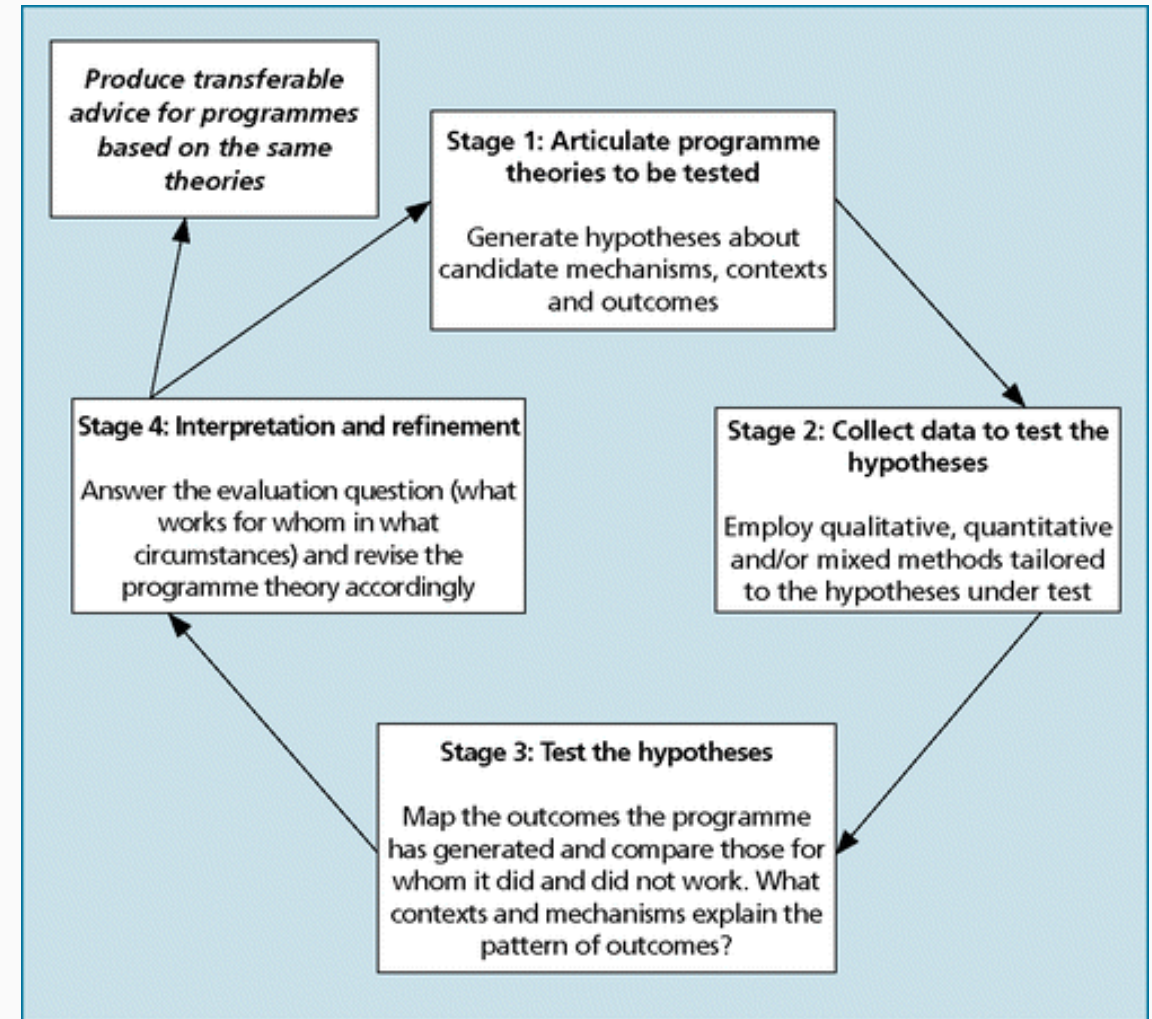 Produce transferable
advice for programmes
based on the same
theories
Stage 1: Articulate programme
theories to be tested
Generate hypotheses about
candidate mechanisms, contexts
and outcomes
Stage 2: Collect data to test the
hypotheses
Employ qualitative, quantitative
and/or mixed methods tailored
to the hypotheses under test
Stage 3: Test the hypotheses
Map the outcomes the programme
has generated and compare those for
whom it did and did not work. What
contexts and mechanisms explain the
pattern of outcomes?
Stage 4: Interpretation and refinement
Answer the evaluation question (what
works for whom in what
circumstances) and revise the
programme theory accordingly